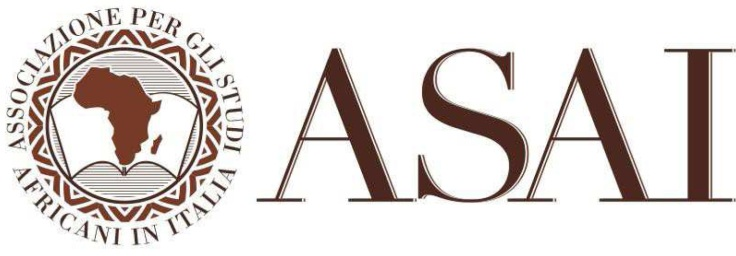 ASSOCIAZIONE PER GLI STUDI
AFRICANI IN ITALIA
ASAI